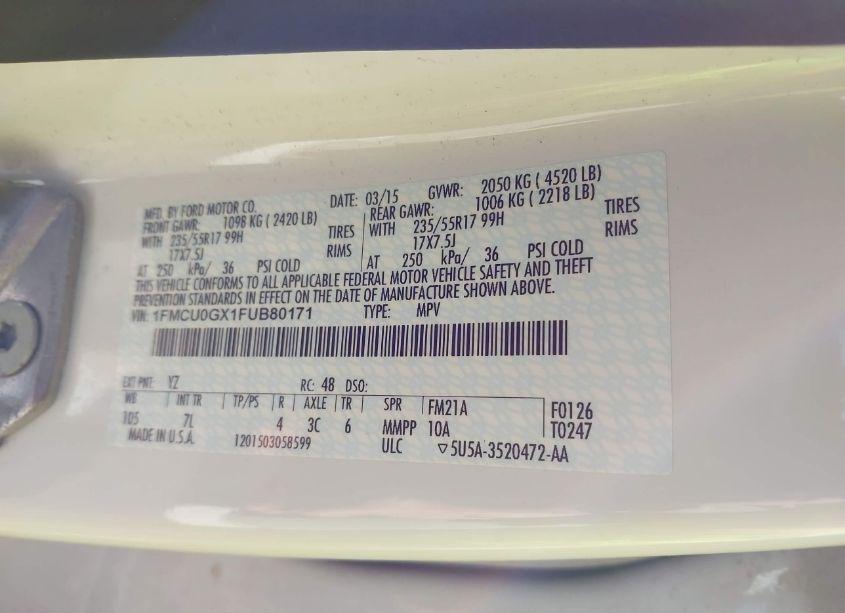 MFD. BY FORD MOTOR CO.
DATE: 03/15 GVWR: 2050 KG ( 4520 LB)
FRONT GAWR: 1098 KG ( 2420 LB) REAR GAWR: 1006 KG ( 2218 LB)
WITH 235/55R17 99H TIRES WITH 235/55R17 99H TIRES
17X7.5J RIMS 17X7.5J RIMS
AT 250 kPa/ 36 PSI COLD AT 250 kPa/ 36 PSI COLD
THIS VEHICLE CONFORMS TO ALL APPLICABLE FEDERAL MOTOR VEHICLE SAFETY AND THEFT
PREVENTION STANDARDS IN EFFECT ON THE DATE OF MANUFACTURE SHOWN ABOVE.
VIN: 1FMCU0GX1FUB80171 TYPE: MPV
EXT PNT: YZ RC: 48 DSO:
WB INT TR TP/PS R AXLE TR SPR FM21A F0126
105 7L 4 3C 6 MMPP 10A T0247
MADE IN U.S.A. 1201503058599 ULC ▽5U5A-3520472-AA